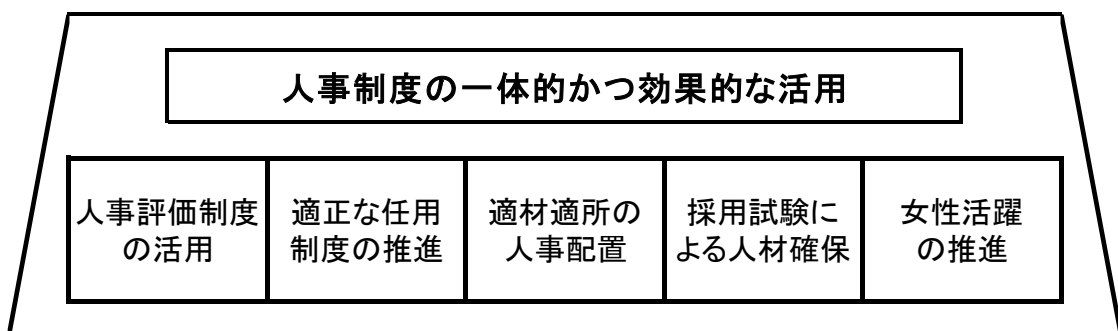 人事制度の一体的かつ効果的な活用
人事評価制度
の活用
適正な任用
制度の推進
適材適所の
人事配置
採用試験に
よる人材確保
女性活躍
の推進